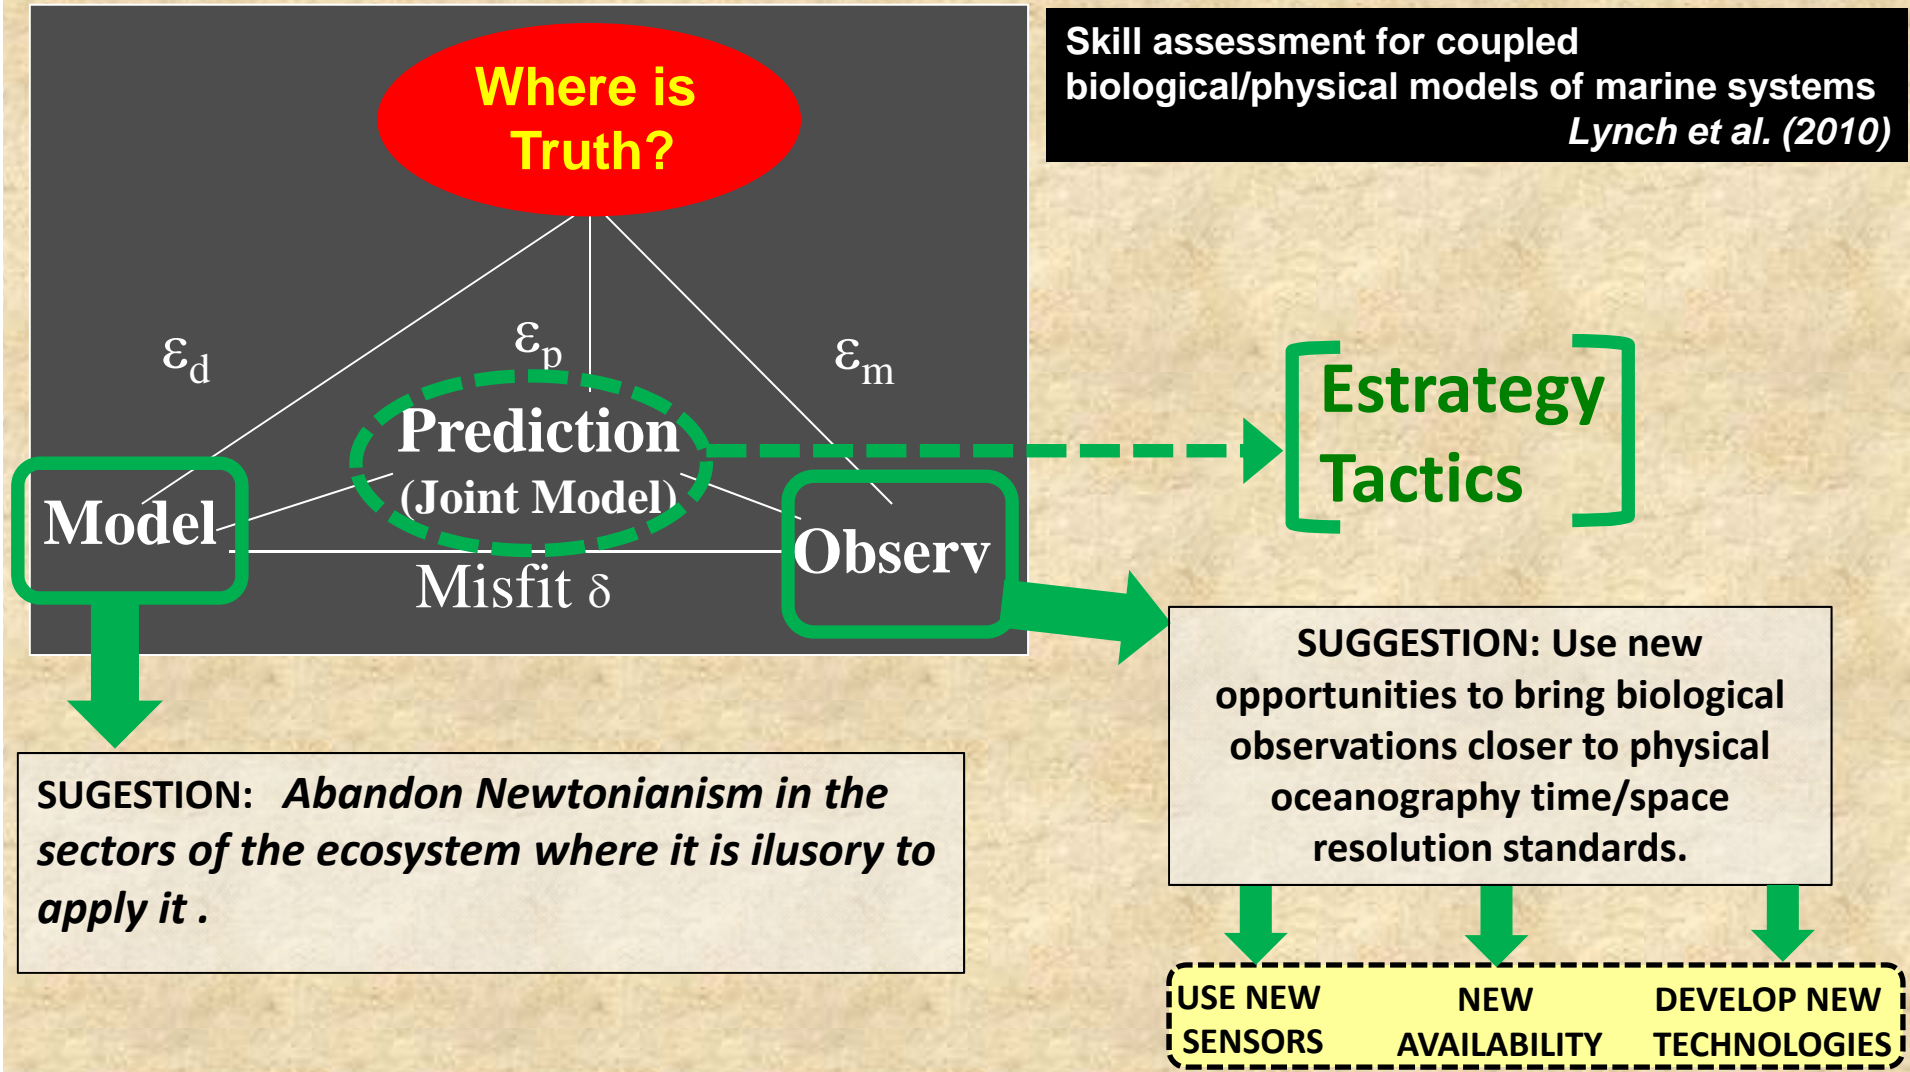 Where is
Truth?
Skill assessment for coupled
biological/physical models of marine systems
Lynch et al. (2010)
εd
εp
εm
Prediction
(Joint Model)
Model
Observ
Misfit δ
Estrategy
Tactics
SUGESTION: Abandon Newtonianism in the
sectors of the ecosystem where it is ilusory to
apply it .
SUGGESTION: Use new
opportunities to bring biological
observations closer to physical
oceanography time/space
resolution standards.
USE NEW
SENSORS
NEW
AVAILABILITY
DEVELOP NEW
TECHNOLOGIES